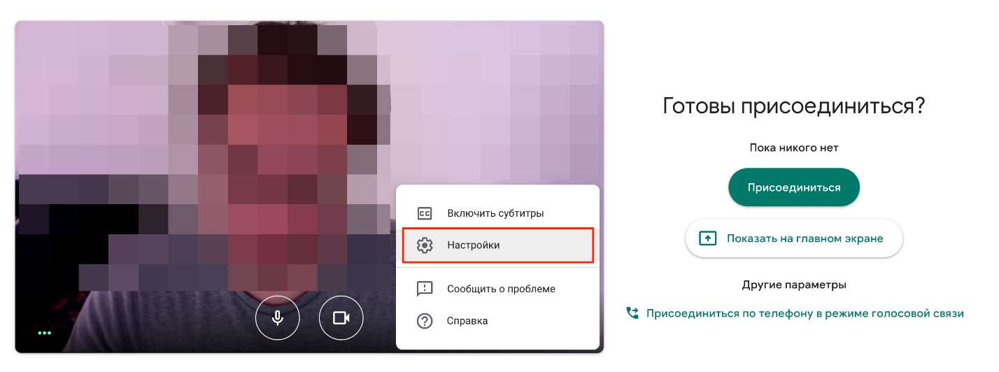 CC Включить субтитры
Настройки
Сообщить о проблеме
Справка
Готовы присоединиться?
Пока никого нет
Присоединиться
Показать на главном экране
Другие параметры
Присоединиться по телефону в режиме голосовой связи